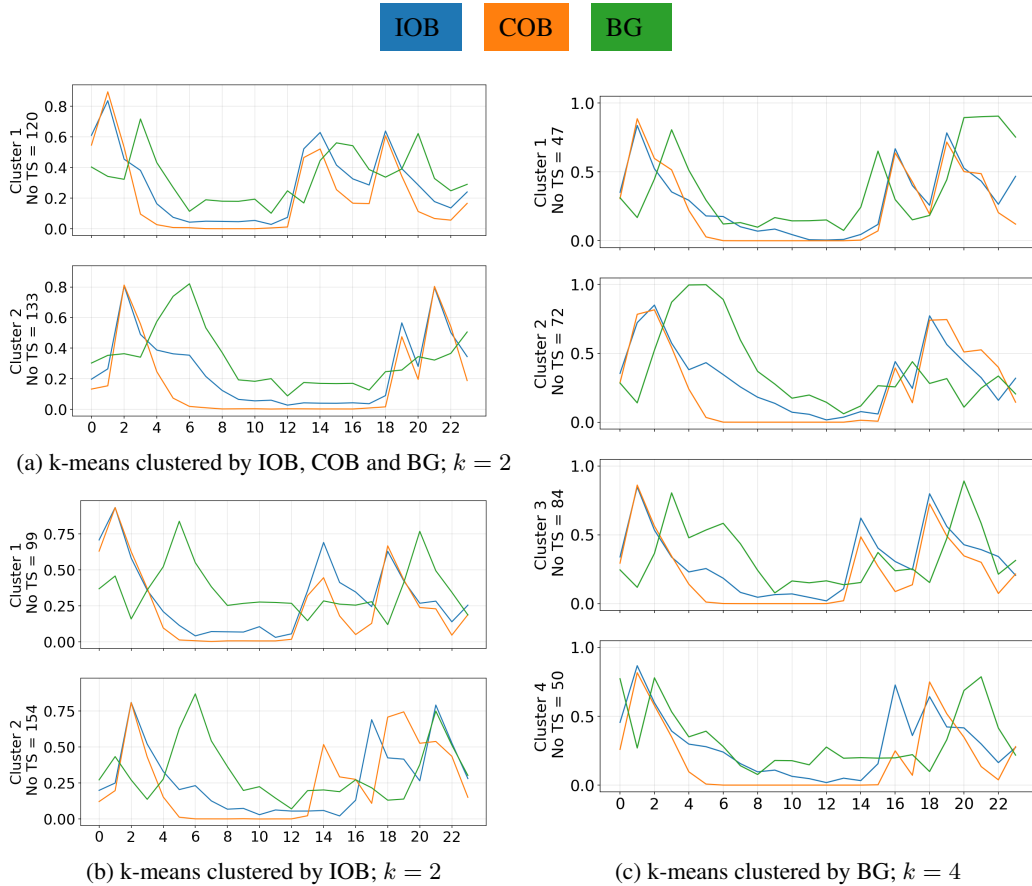 IOB COB BG
Cluster 1
No TS = 120
0.8
0.6
0.4
0.2
0.0
Cluster 2
No TS = 133
0.8
0.6
0.4
0.2
0.0
0 2 4 6 8 10 12 14 16 18 20 22
(a) k-means clustered by IOB, COB and BG; k = 2
Cluster 1
No TS = 99
0.75
0.50
0.25
0.00
Cluster 2
No TS = 154
0.75
0.50
0.25
0.00
0 2 4 6 8 10 12 14 16 18 20 22
(b) k-means clustered by IOB; k = 2
Cluster 1
No TS = 47
1.0
0.5
0.0
Cluster 2
No TS = 72
1.0
0.5
0.0
Cluster 3
No TS = 84
1.0
0.5
0.0
Cluster 4
No TS = 50
1.0
0.5
0.0
0 2 4 6 8 10 12 14 16 18 20 22
(c) k-means clustered by BG; k = 4